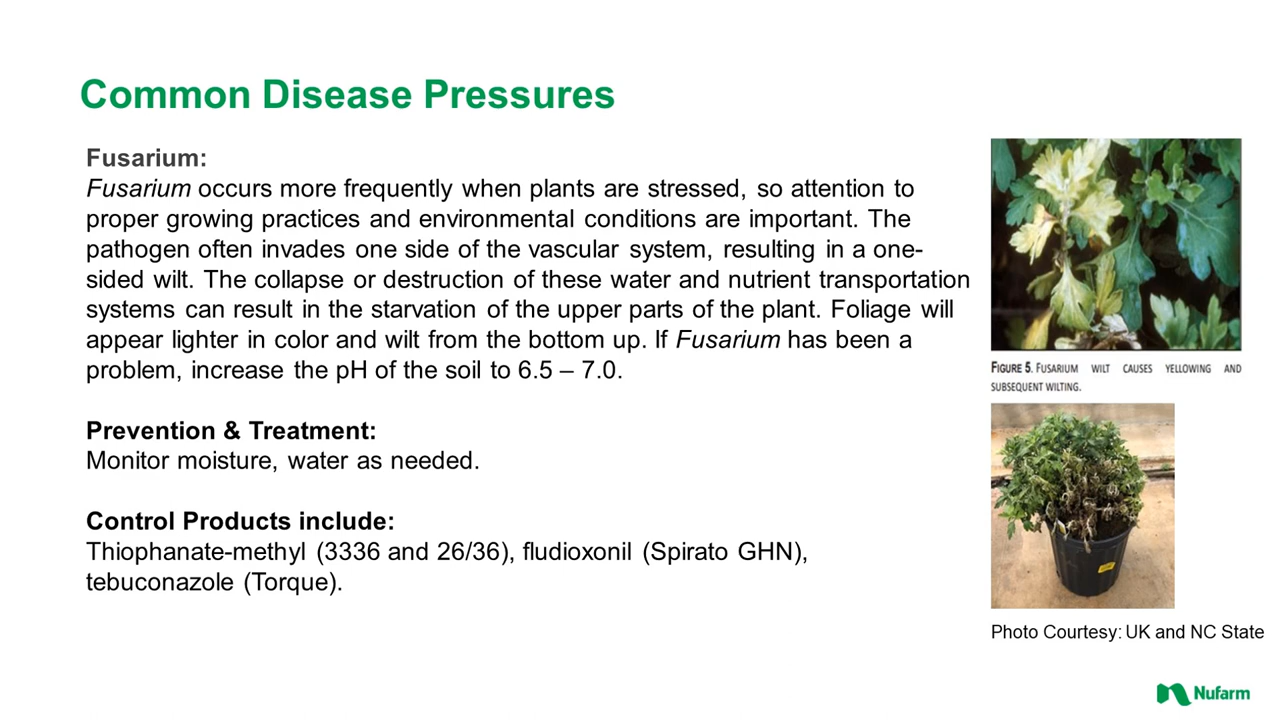 Common Disease Pressures
Fusarium:
Fusarium occurs more frequently when plants are stressed, so attention to
proper growing practices and environmental conditions are important. The
pathogen often invades one side of the vascular system, resulting in a one-
sided wilt. The collapse or destruction of these water and nutrient transportation
systems can result in the starvation of the upper parts of the plant. Foliage will
appear lighter in color and wilt from the bottom up. If Fusarium has been a
problem, increase the pH of the soil to 6.5 – 7.0.
Prevention & Treatment:
Monitor moisture, water as needed.
Control Products include:
Thiophanate-methyl (3336 and 26/36), fludioxonil (Spirato GHN),
tebuconazole (Torque).
FIGURE 5. FUSARIUM WILT CAUSES YELLOWING AND
SUBSEQUENT WILTING.
Photo Courtesy: UK and NC State
Nufarm